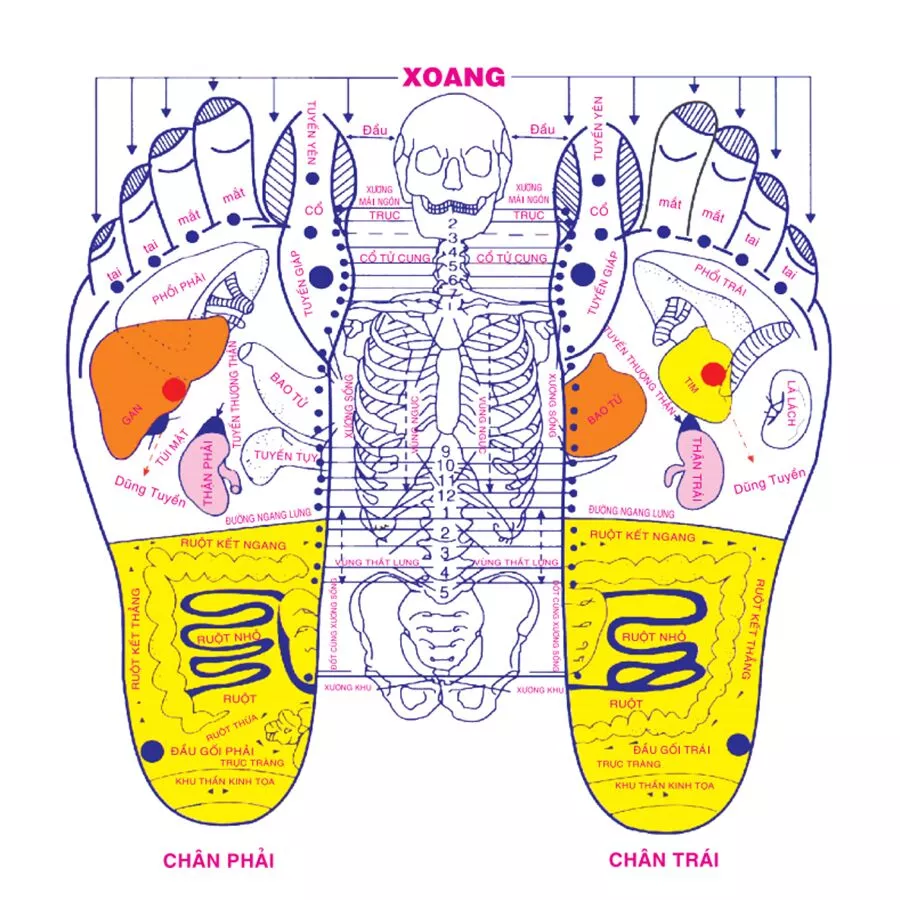 XOANG
TUYẾN YÊN
Đầu
Đầu
TUYẾN YÊN
XƯƠNG
MÁI NGÓN
TRỤC
XƯƠNG
MÁI NGÓN
TRỤC
mắt
mắt
tai
tai
CỔ
CỔ
mắt
mắt
tai
tai
2
3
4
5
6
7
CỔ TỬ CUNG
CỔ TỬ CUNG
TUYẾN GIÁP
TUYẾN GIÁP
PHỔI PHẢI
PHỔI TRÁI
GAN
TÚI MẬT
TUYẾN THƯỢNG THẬN
BAO TỬ
XƯƠNG SỐNG
VÙNG NGỰC
VÙNG NGỰC
XƯƠNG SỐNG
BAO TỬ
TUYẾN THƯỢNG THẬN
TIM
LÁ LÁCH
THẬN PHẢI
TUYẾN TỤY
THẬN TRÁI
Dũng Tuyền
Dũng Tuyền
9
10
11
12
1
2
3
4
5
ĐƯỜNG NGANG LƯNG
ĐƯỜNG NGANG LƯNG
RUỘT KẾT NGANG
RUỘT KẾT NGANG
VÙNG THẮT LƯNG
VÙNG THẮT LƯNG
RUỘT KẾT THẲNG
RUỘT NHỎ
ĐỐT CÙNG XƯƠNG SỐNG
ĐỐT CÙNG XƯƠNG SỐNG
RUỘT NHỎ
RUỘT KẾT THẲNG
RUỘT
XƯƠNG KHU
XƯƠNG KHU
RUỘT
RUỘT THỪA
ĐẦU GỐI PHẢI
TRỰC TRÀNG
KHU THẦN KINH TỌA
ĐẦU GỐI TRÁI
TRỰC TRÀNG
KHU THẦN KINH TỌA
CHÂN PHẢI
CHÂN TRÁI